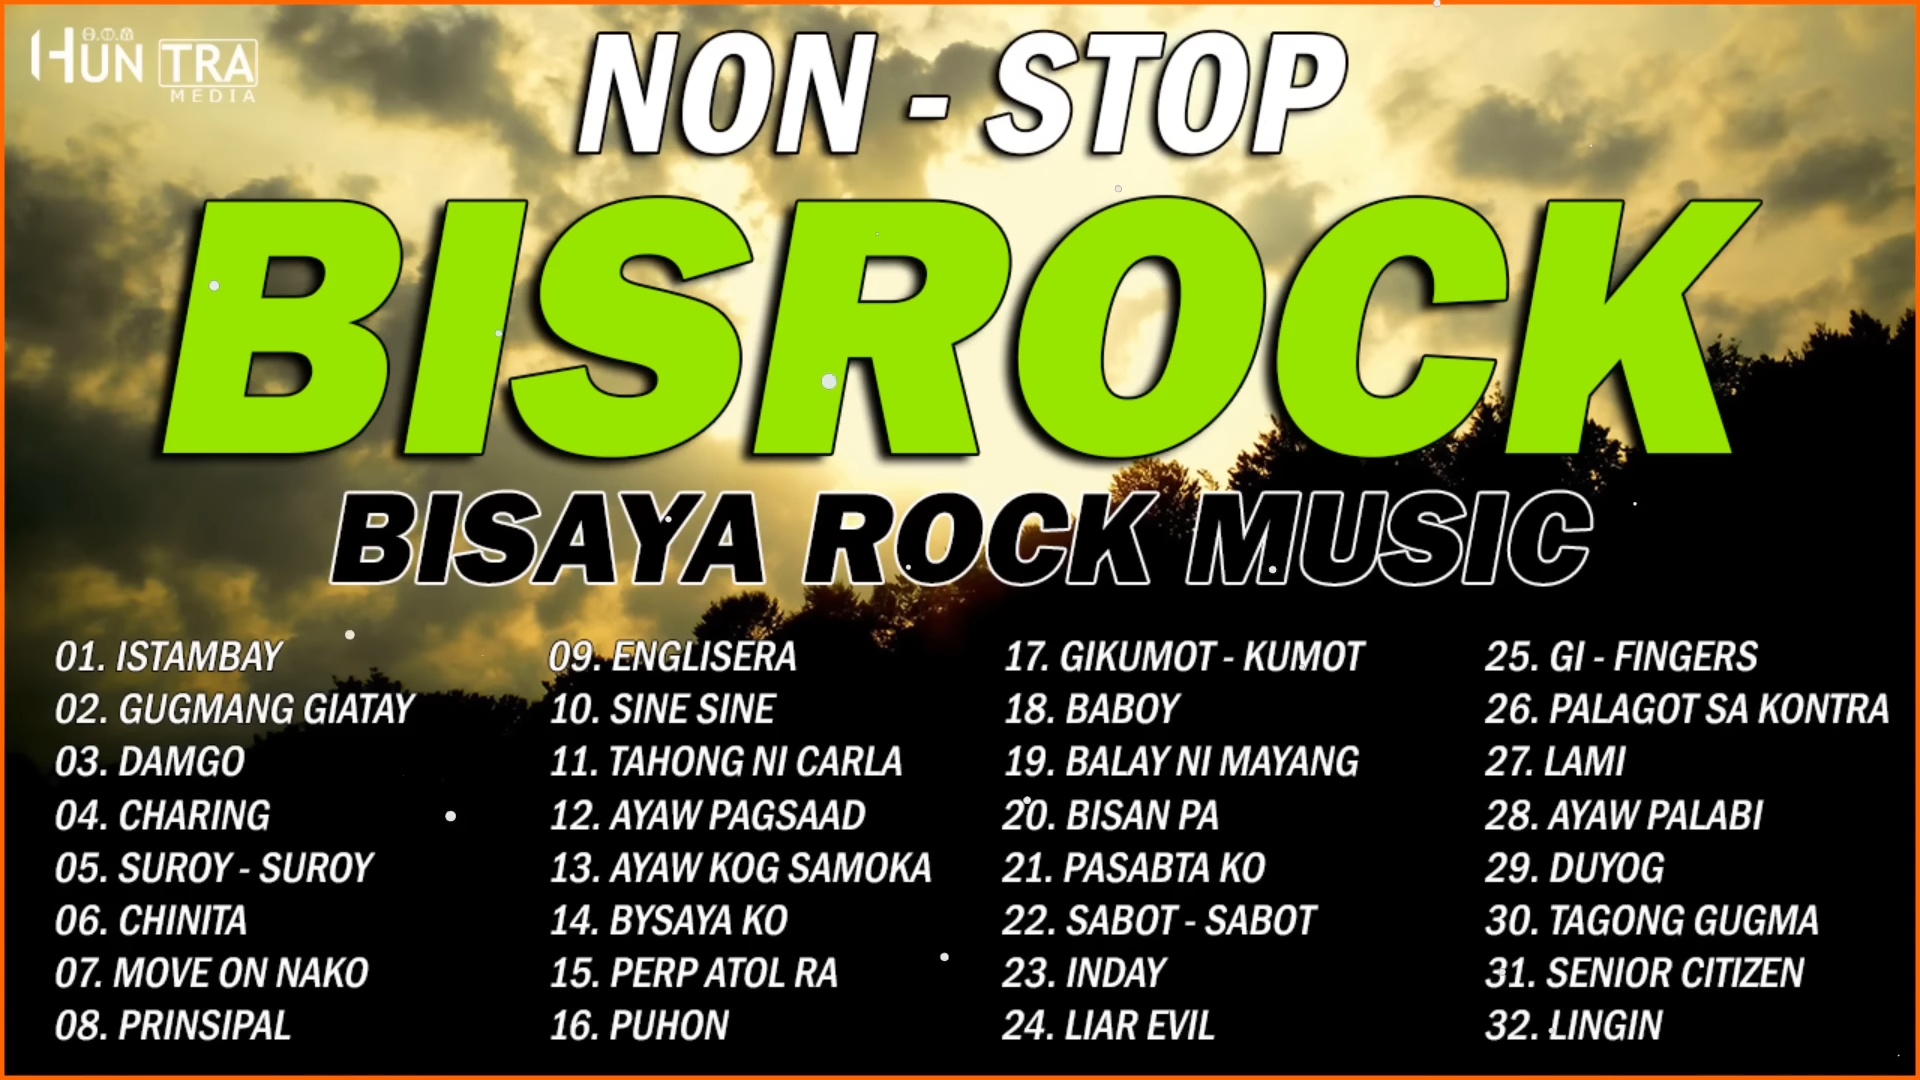 HUN TRA
MEDIA
NON - STOP
BISROCK
BISAYA ROCK MUSIC
01. ISTAMBAY
02. GUGMANG GIATAY
03. DAMGO
04. CHARING
05. SUROY - SUROY
06. CHINITA
07. MOVE ON NAKO
08. PRINSIPAL
09. ENGLISERA
10. SINE SINE
11. TAHONG NI CARLA
12. AYAW PAGSAAD
13. AYAW KOG SAMOKA
14. BYSAYA KO
15. PERP ATOL RA
16. PUHON
17. GIKUMOT - KUMOT
18. BABOY
19. BALAY NI MAYANG
20. BISAN PA
21. PASABTA KO
22. SABOT - SABOT
23. INDAY
24. LIAR EVIL
25. GI - FINGERS
26. PALAGOT SA KONTRA
27. LAMI
28. AYAW PALABI
29. DUYOG
30. TAGONG GUGMA
31. SENIOR CITIZEN
32. LINGIN